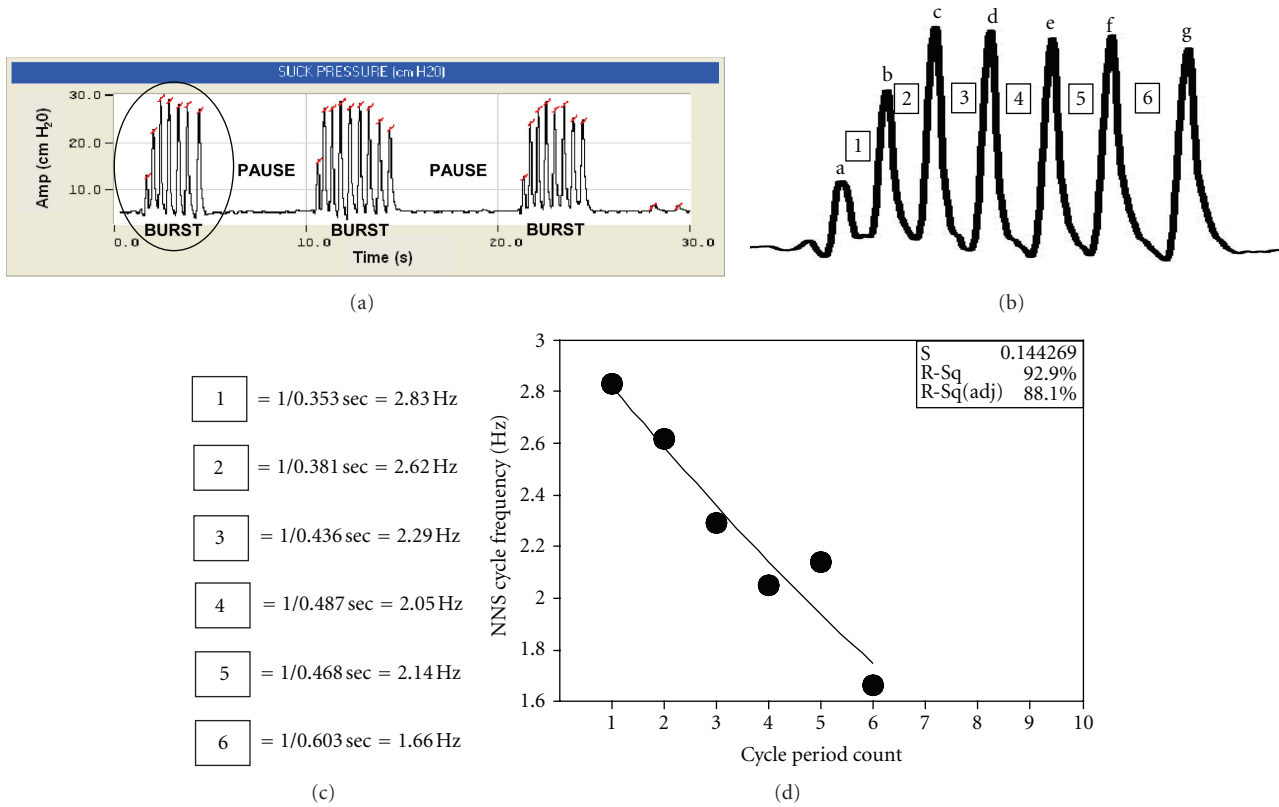 SUCK PRESSURE (cm H20)
Amp (cm H2O)
30.0
20.0
10.0
PAUSE
PAUSE
BURST
BURST
BURST
0.0
10.0
20.0
30.0
Time (s)
(a)
a
b
c
d
e
f
g
1
2
3
4
5
6
(b)
1 = 1/0.353 sec = 2.83 Hz
2 = 1/0.381 sec = 2.62 Hz
3 = 1/0.436 sec = 2.29 Hz
4 = 1/0.487 sec = 2.05 Hz
5 = 1/0.468 sec = 2.14 Hz
6 = 1/0.603 sec = 1.66 Hz
(c)
NNS cycle frequency (Hz)
3
2.8
2.6
2.4
2.2
2
1.8
1.6
S 0.144269
R-Sq 92.9%
R-Sq(adj) 88.1%
1 2 3 4 5 6 7 8 9 10
Cycle period count
(d)